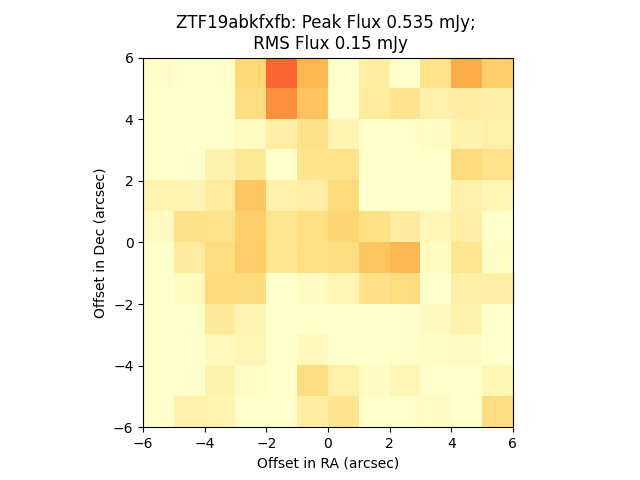 ZTF19abkfxfb: Peak Flux 0.535 mJy;
RMS Flux 0.15 mJy
6
4
2
0
−2
−4
−6
Offset in Dec (arcsec)
−6 −4 −2 0 2 4 6
Offset in RA (arcsec)